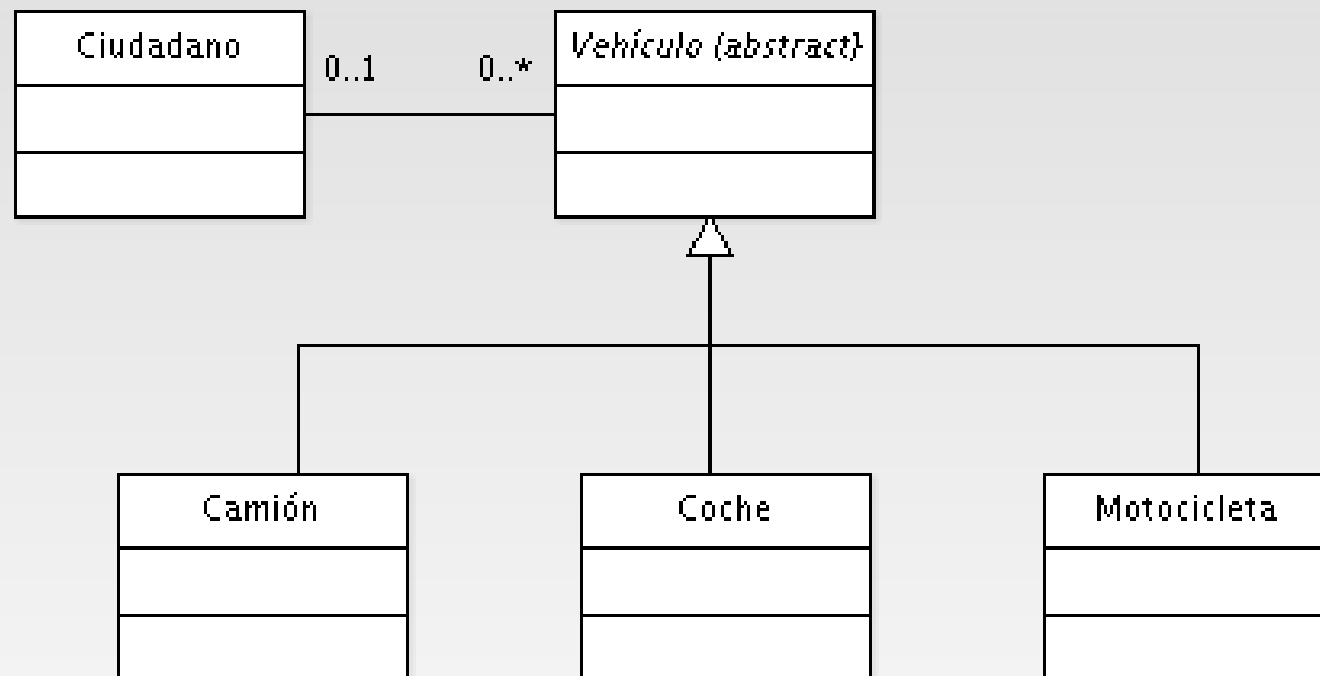 Ciudadano
Vehículo {abstract}
0..1
0..*
Camión
Coche
Motocicleta